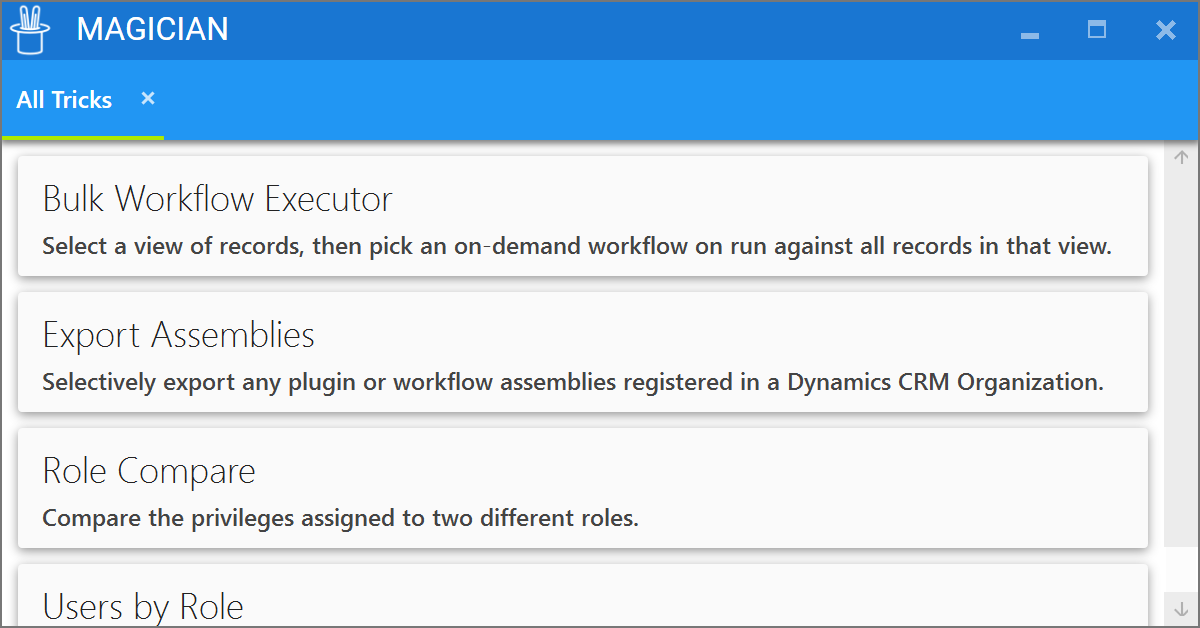 MAGICIAN
All Tricks
Bulk Workflow Executor
Select a view of records, then pick an on-demand workflow on run against all records in that view.
Export Assemblies
Selectively export any plugin or workflow assemblies registered in a Dynamics CRM Organization.
Role Compare
Compare the privileges assigned to two different roles.
Users by Role